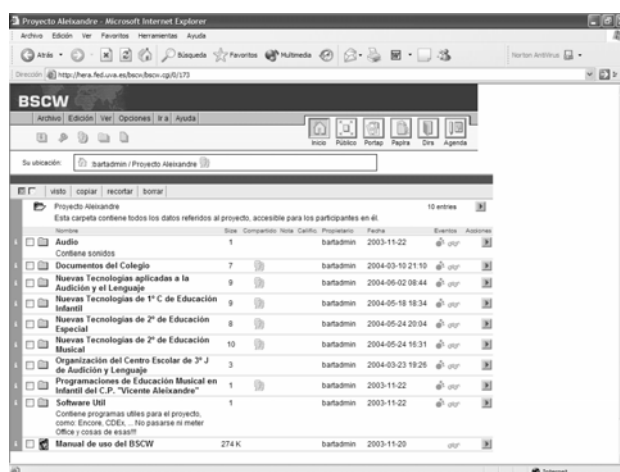 Proyecto Aleixandre - Microsoft Internet Explorer
Archivo Edición Ver Favoritos Herramientas Ayuda
Atrás Búsqueda Favoritos Multimedia Norton AntiVirus
Dirección http://hera.fed.uva.es/bscw/bscw.cgi/0/173 Ir
BSCW
Archivo Edición Ver Opciones Ir a Ayuda
Inicio Público Portap Papira Dirs Agenda
Su ubicación: :bartadmin / Proyecto Aleixandre
visto copiar recortar borrar
Proyecto Aleixandre 10 entries
Esta carpeta contiene todos los datos referidos al proyecto, accesible para los participantes en él.
Nombre Size Compartido Nota Califio. Propietario Fecha Eventos Acciones
Audio 1 bartadmin 2003-11-22
Contiene sonidos
Documentos del Colegio 7 bartadmin 2004-03-10 21:10
Nuevas Tecnologías aplicadas a la
Audición y el Lenguaje 9 bartadmin 2004-06-02 08:44
Nuevas Tecnologías de 1º C de Educación
Infantil 9 bartadmin 2004-05-18 18:34
Nuevas Tecnologías de 2º de Educación
Especial 8 bartadmin 2004-05-24 20:04
Nuevas Tecnologías de 2º de Educación
Musical 10 bartadmin 2004-05-24 16:31
Organización del Centro Escolar de 3º J
de Audición y Lenguaje 3 bartadmin 2004-03-23 19:25
Programaciones de Educación Musical en
Infantil del C.P. "Vicente Aleixandre" 1 bartadmin 2003-11-22
Software Util 1 bartadmin 2003-11-22
Contiene programas utiles para el proyecto,
como: Encore, CDEx, ... No pasarse ni meter
Office y cosas de esas!!!
Manual de uso del BSCW 274 K bartadmin 2003-11-20
Internet